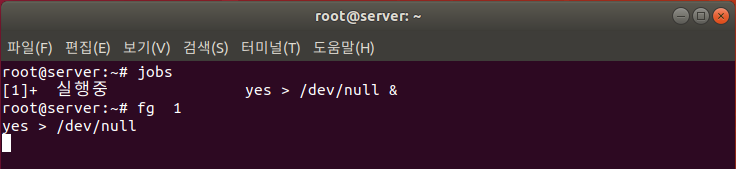 root@server: ~
파일(F) 편집(E) 보기(V) 검색(S) 터미널(T) 도움말(H)
root@server:~# jobs
[1]+  실행중               yes > /dev/null &
root@server:~# fg  1
yes > /dev/null